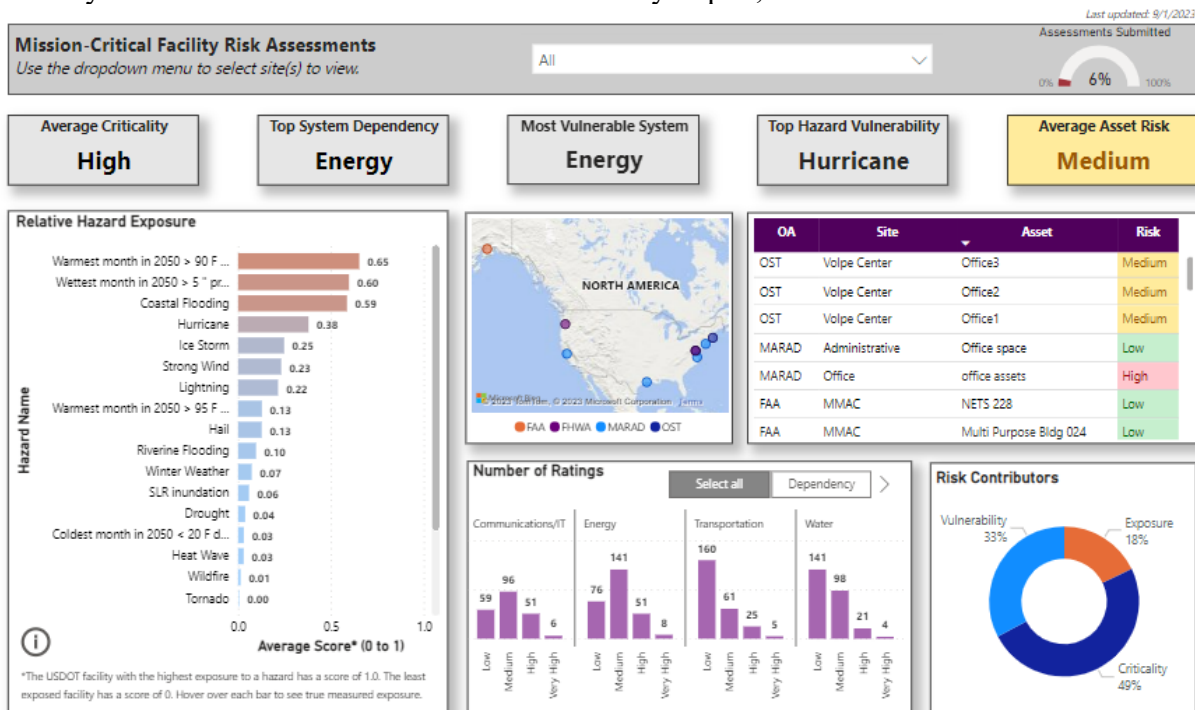 Last updated: 9/1/2023
Mission-Critical Facility Risk Assessments
Use the dropdown menu to select site(s) to view.
All
Assessments Submitted
0%
6%
100%
Average Criticality
High
Top System Dependency
Energy
Most Vulnerable System
Energy
Top Hazard Vulnerability
Hurricane
Average Asset Risk
Medium
Relative Hazard Exposure
Hazard Name
Warmest month in 2050 > 90 F ... 0.65
Wettest month in 2050 > 5 " pr... 0.60
Coastal Flooding 0.59
Hurricane 0.38
Ice Storm 0.25
Strong Wind 0.23
Lightning 0.22
Warmest month in 2050 > 95 F ... 0.13
Hail 0.13
Riverine Flooding 0.10
Winter Weather 0.07
SLR inundation 0.06
Drought 0.04
Coldest month in 2050 < 20 F d... 0.03
Heat Wave 0.03
Wildfire 0.01
Tornado 0.00
0.0 0.5 1.0
Average Score* (0 to 1)
*The USDOT facility with the highest exposure to a hazard has a score of 1.0. The least
exposed facility has a score of 0. Hover over each bar to see true measured exposure.
NORTH AMERICA
© 2023 TomTom, © 2023 Microsoft Corporation Terms
FAA FHWA MARAD OST
OA Site Asset Risk
OST Volpe Center Office3 Medium
OST Volpe Center Office2 Medium
OST Volpe Center Office1 Medium
MARAD Administrative Office space Low
MARAD Office office assets High
FAA MMAC NETS 228 Low
FAA MMAC Multi Purpose Bldg 024 Low
Number of Ratings
Select all Dependency
Communications/IT Energy Transportation Water
59 96 51 6
76 141 51 8
160 61 25 5
141 98 21 4
Low Medium High Very High
Low Medium High Very High
Low Medium High Very High
Low Medium High Very High
Risk Contributors
Vulnerability
33%
Exposure
18%
Criticality
49%